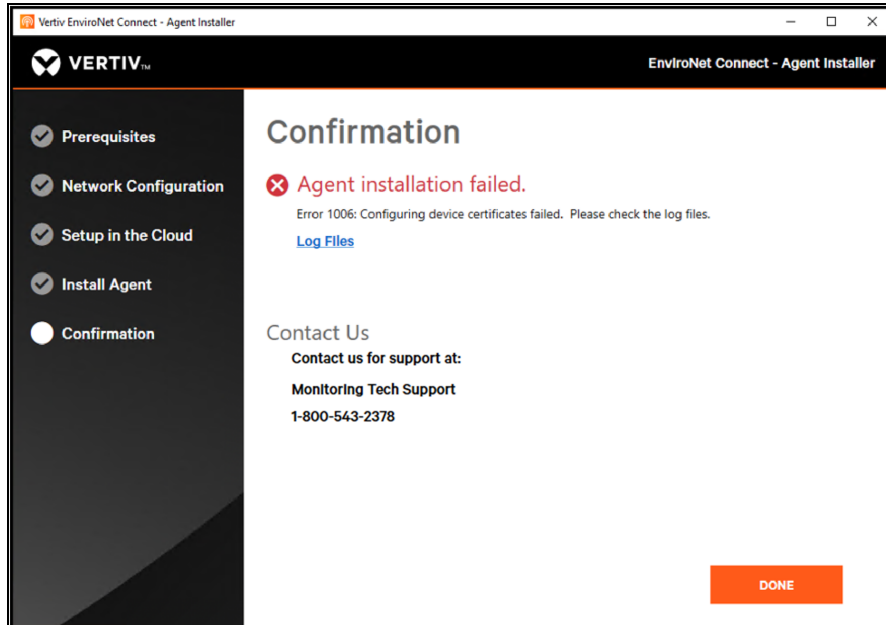 Vertiv EnviroNet Connect - Agent Installer
VERTIV™
EnviroNet Connect - Agent Installer
Prerequisites
Network Configuration
Setup in the Cloud
Install Agent
Confirmation
Confirmation
Agent installation failed.
Error 1006: Configuring device certificates failed. Please check the log files.
Log Files
Contact Us
Contact us for support at:
Monitoring Tech Support
1-800-543-2378
DONE